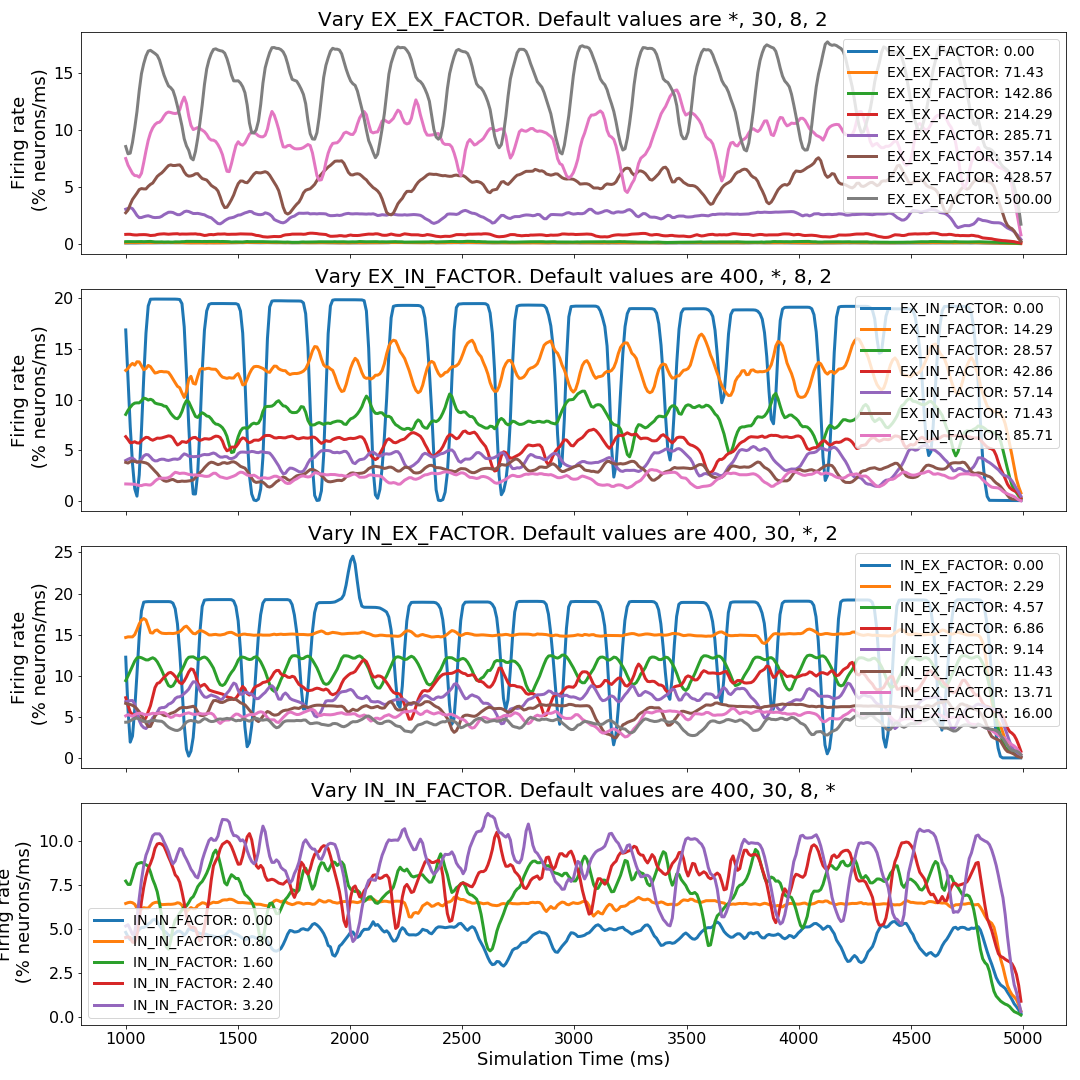 Vary EX_EX_FACTOR. Default values are *, 30, 8, 2
Firing rate
(% neurons/ms)
15
10
5
0
EX_EX_FACTOR: 0.00
EX_EX_FACTOR: 71.43
EX_EX_FACTOR: 142.86
EX_EX_FACTOR: 214.29
EX_EX_FACTOR: 285.71
EX_EX_FACTOR: 357.14
EX_EX_FACTOR: 428.57
EX_EX_FACTOR: 500.00
Vary EX_IN_FACTOR. Default values are 400, *, 8, 2
Firing rate
(% neurons/ms)
20
15
10
5
0
EX_IN_FACTOR: 0.00
EX_IN_FACTOR: 14.29
EX_IN_FACTOR: 28.57
EX_IN_FACTOR: 42.86
EX_IN_FACTOR: 57.14
EX_IN_FACTOR: 71.43
EX_IN_FACTOR: 85.71
Vary IN_EX_FACTOR. Default values are 400, 30, *, 2
Firing rate
(% neurons/ms)
25
20
15
10
5
0
IN_EX_FACTOR: 0.00
IN_EX_FACTOR: 2.29
IN_EX_FACTOR: 4.57
IN_EX_FACTOR: 6.86
IN_EX_FACTOR: 9.14
IN_EX_FACTOR: 11.43
IN_EX_FACTOR: 13.71
IN_EX_FACTOR: 16.00
Vary IN_IN_FACTOR. Default values are 400, 30, 8, *
Firing rate
(% neurons/ms)
10.0
7.5
5.0
2.5
0.0
IN_IN_FACTOR: 0.00
IN_IN_FACTOR: 0.80
IN_IN_FACTOR: 1.60
IN_IN_FACTOR: 2.40
IN_IN_FACTOR: 3.20
1000 1500 2000 2500 3000 3500 4000 4500 5000
Simulation Time (ms)